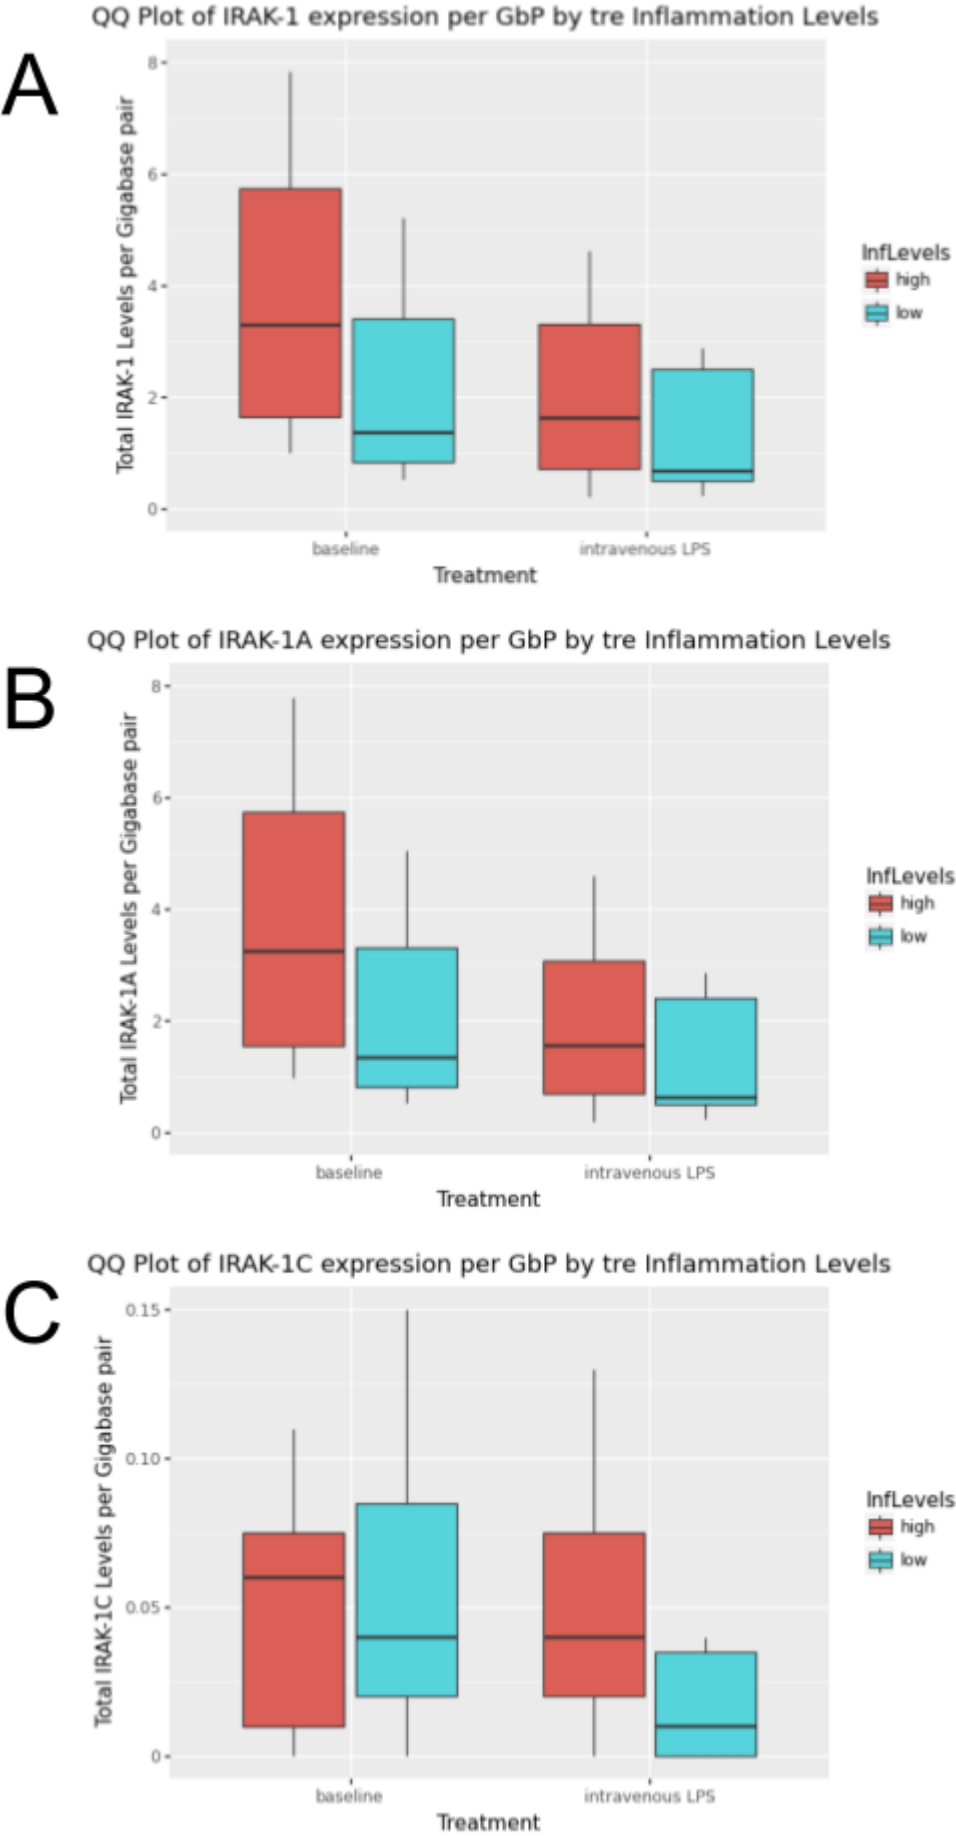 QQ Plot of IRAK-1 expression per GbP by tre Inflammation Levels
A
Total IRAK-1 Levels per Gigabase pair
8
6
4
2
0
baseline
intravenous LPS
Treatment
InfLevels
high
low
QQ Plot of IRAK-1A expression per GbP by tre Inflammation Levels
B
Total IRAK-1A Levels per Gigabase pair
8
6
4
2
0
baseline
intravenous LPS
Treatment
InfLevels
high
low
QQ Plot of IRAK-1C expression per GbP by tre Inflammation Levels
C
Total IRAK-1C Levels per Gigabase pair
0.15
0.10
0.05
0
baseline
intravenous LPS
Treatment
InfLevels
high
low